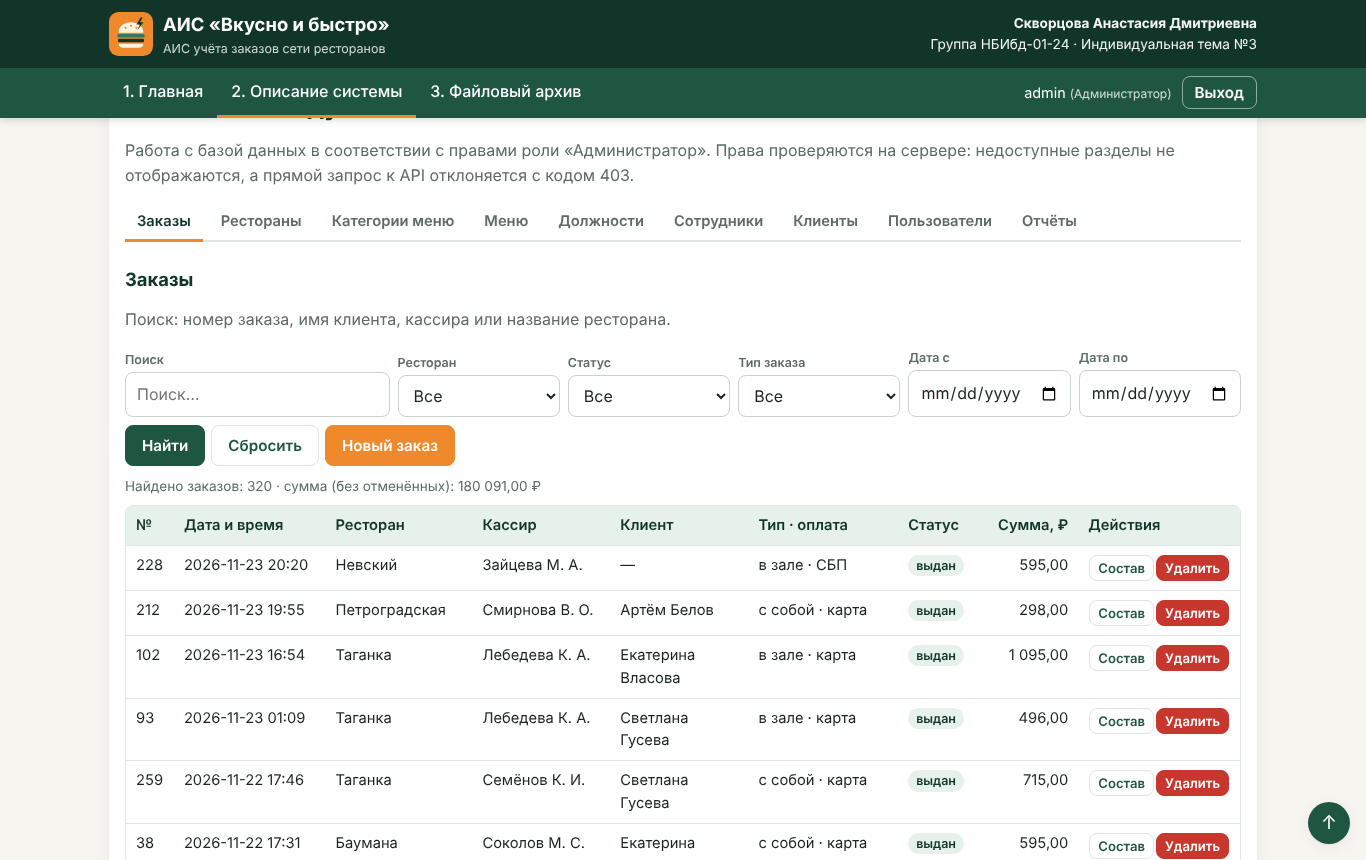 АИС «Вкусно и быстро»
АИС учёта заказов сети ресторанов
Скворцова Анастасия Дмитриевна
Группа НБИбд-01-24 · Индивидуальная тема №3
1. Главная 2. Описание системы 3. Файловый архив admin (Администратор) Выход
Работа с базой данных в соответствии с правами роли «Администратор». Права проверяются на сервере: недоступные разделы не
отображаются, а прямой запрос к API отклоняется с кодом 403.
Заказы Рестораны Категории меню Меню Должности Сотрудники Клиенты Пользователи Отчёты
Заказы
Поиск: номер заказа, имя клиента, кассира или название ресторана.
Поиск Ресторан Статус Тип заказа Дата с Дата по
Поиск... Все Все Все mm/dd/yyyy mm/dd/yyyy
Найти Сбросить Новый заказ
Найдено заказов: 320 · сумма (без отменённых): 180 091,00 ₽
№ Дата и время Ресторан Кассир Клиент Тип · оплата Статус Сумма, ₽ Действия
228 2026-11-23 20:20 Невский Зайцева М. А. — в зале · СБП выдан 595,00 Состав Удалить
212 2026-11-23 19:55 Петроградская Смирнова В. О. Артём Белов с собой · карта выдан 298,00 Состав Удалить
102 2026-11-23 16:54 Таганка Лебедева К. А. Екатерина в зале · карта выдан 1 095,00 Состав Удалить
Власова
93 2026-11-23 01:09 Таганка Лебедева К. А. Светлана в зале · карта выдан 496,00 Состав Удалить
Гусева
259 2026-11-22 17:46 Таганка Семёнов К. И. Светлана с собой · карта выдан 715,00 Состав Удалить
Гусева
38 2026-11-22 17:31 Баумана Соколов М. С. Екатерина с собой · карта выдан 595,00 Состав Удалить